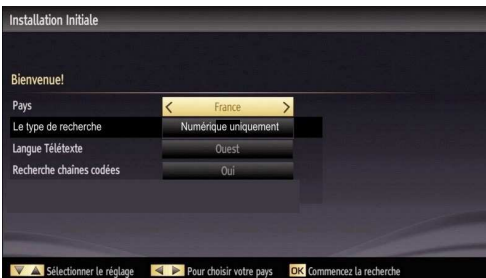 Installation Initiale
Bienvenue!
Pays France
Le type de recherche Numérique uniquement
Langue Télétexte Ouest
Recherche chaînes codées Oui
Sélectionner le réglage Pour choisir votre pays OK Commencez la recherche